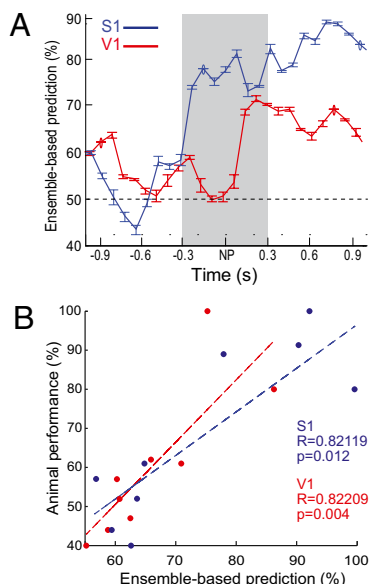 A
S1
V1
Ensemble-based prediction (%)
90
80
70
60
50
40
-0.9 -0.6 -0.3 NP 0.3 0.6 0.9
Time (s)
B
Animal performance (%)
100
90
80
70
60
50
40
S1
R=0.82119
p=0.012
V1
R=0.82209
p=0.004
60 70 80 90 100
Ensemble-based prediction (%)